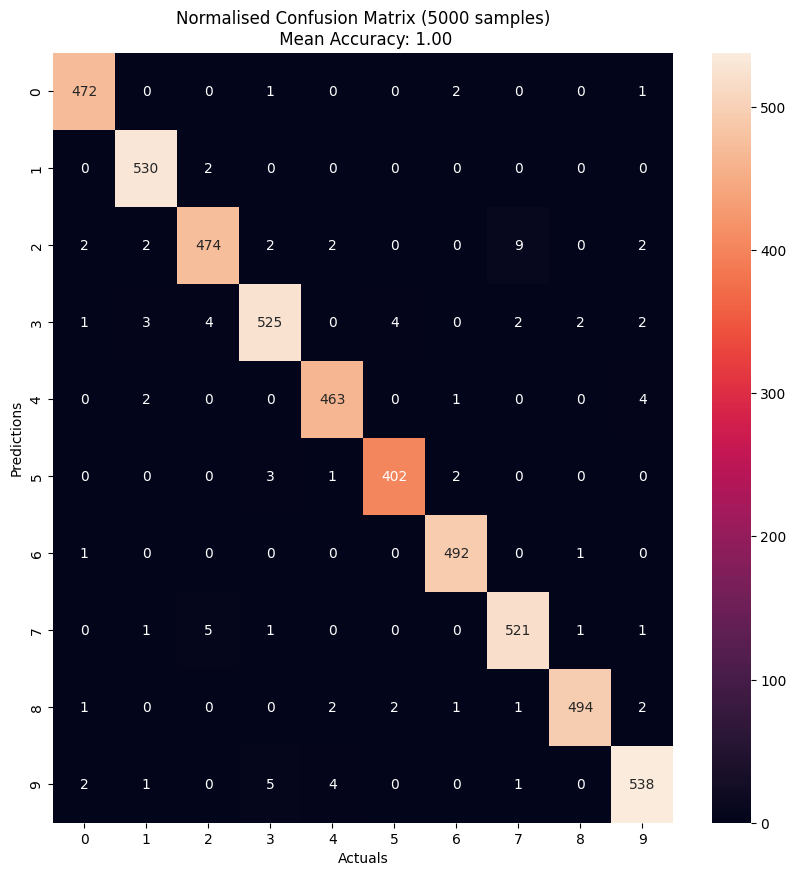 Normalised Confusion Matrix (5000 samples)
Mean Accuracy: 1.00
0 472 0 0 1 0 0 2 0 0 1
1 0 530 2 0 0 0 0 0 0 0
2 2 2 474 2 2 0 0 9 0 2
3 1 3 4 525 0 4 0 2 2 2
4 0 2 0 0 463 0 1 0 0 4
5 0 0 0 3 1 402 2 0 0 0
6 1 0 0 0 0 0 492 0 1 0
7 0 1 5 1 0 0 0 521 1 1
8 1 0 0 0 2 2 1 1 494 2
9 2 1 0 5 4 0 0 1 0 538
0 1 2 3 4 5 6 7 8 9
Actuals
Predictions
500
400
300
200
100
0